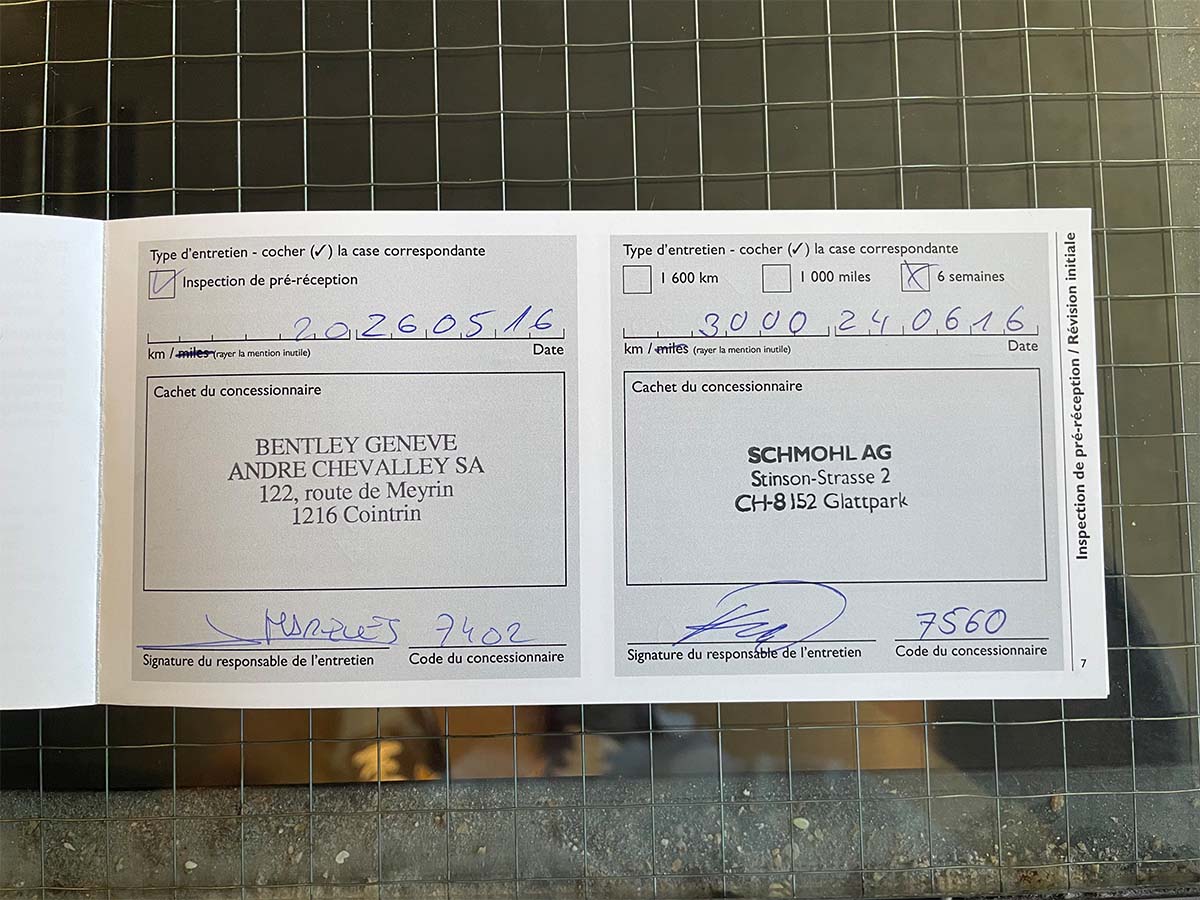 Type d'entretien - cocher (✓) la case correspondante
Inspection de pré-réception
20 260516
km / miles (rayer la mention inutile) Date
Cachet du concessionnaire
BENTLEY GENEVE
ANDRE CHEVALLEY SA
122, route de Meyrin
1216 Cointrin
7402
Signature du responsable de l'entretien Code du concessionnaire
Type d'entretien - cocher (✓) la case correspondante
1 600 km 1 000 miles 6 semaines
3000 240616
km / miles (rayer la mention inutile) Date
Cachet du concessionnaire
SCHMOHL AG
Stinson-Strasse 2
CH-8152 Glattpark
7560
Signature du responsable de l'entretien Code du concessionnaire
Inspection de pré-réception / Révision initiale
7